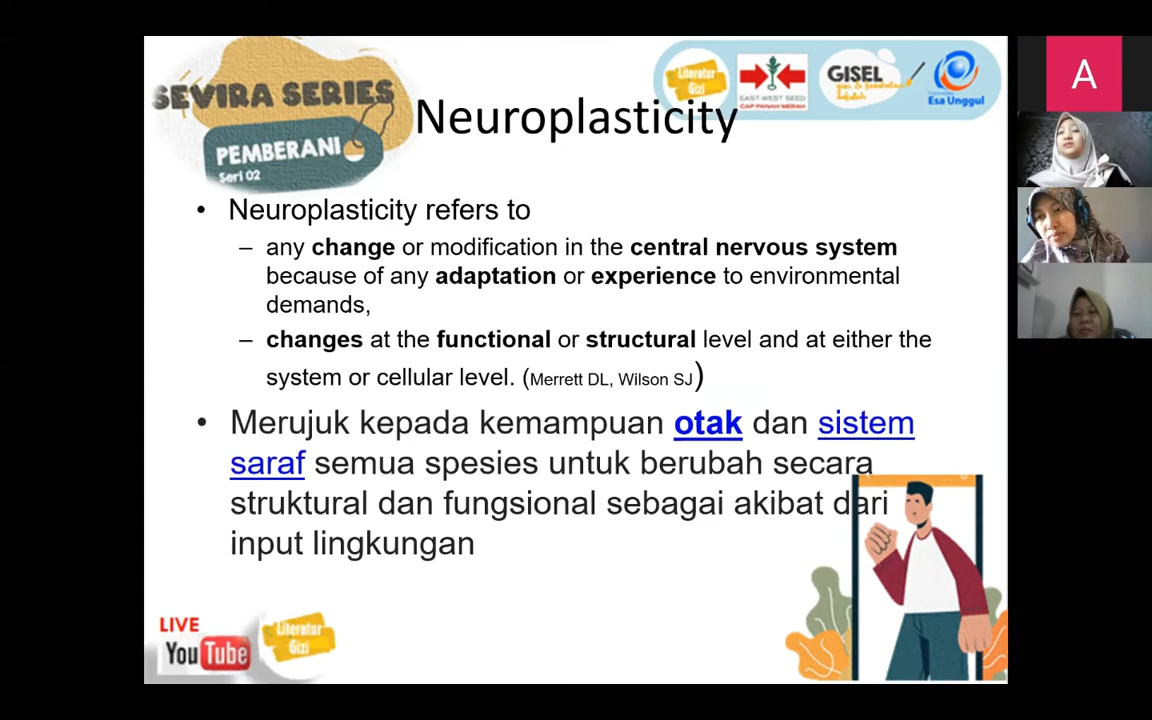 SEVIRA SERIES
PEMBERANI
Seri 02
Literatur
Gizi
EAST-WEST SEED
CAP PANAH MERAH
GISEL
Esa Unggul
A
Neuroplasticity
• Neuroplasticity refers to
– any change or modification in the central nervous system
because of any adaptation or experience to environmental
demands,
– changes at the functional or structural level and at either the
system or cellular level. (Merrett DL, Wilson SJ)
• Merujuk kepada kemampuan otak dan sistem
saraf semua spesies untuk berubah secara
struktural dan fungsional sebagai akibat dari
input lingkungan
LIVE
YouTube
Literatur
Gizi